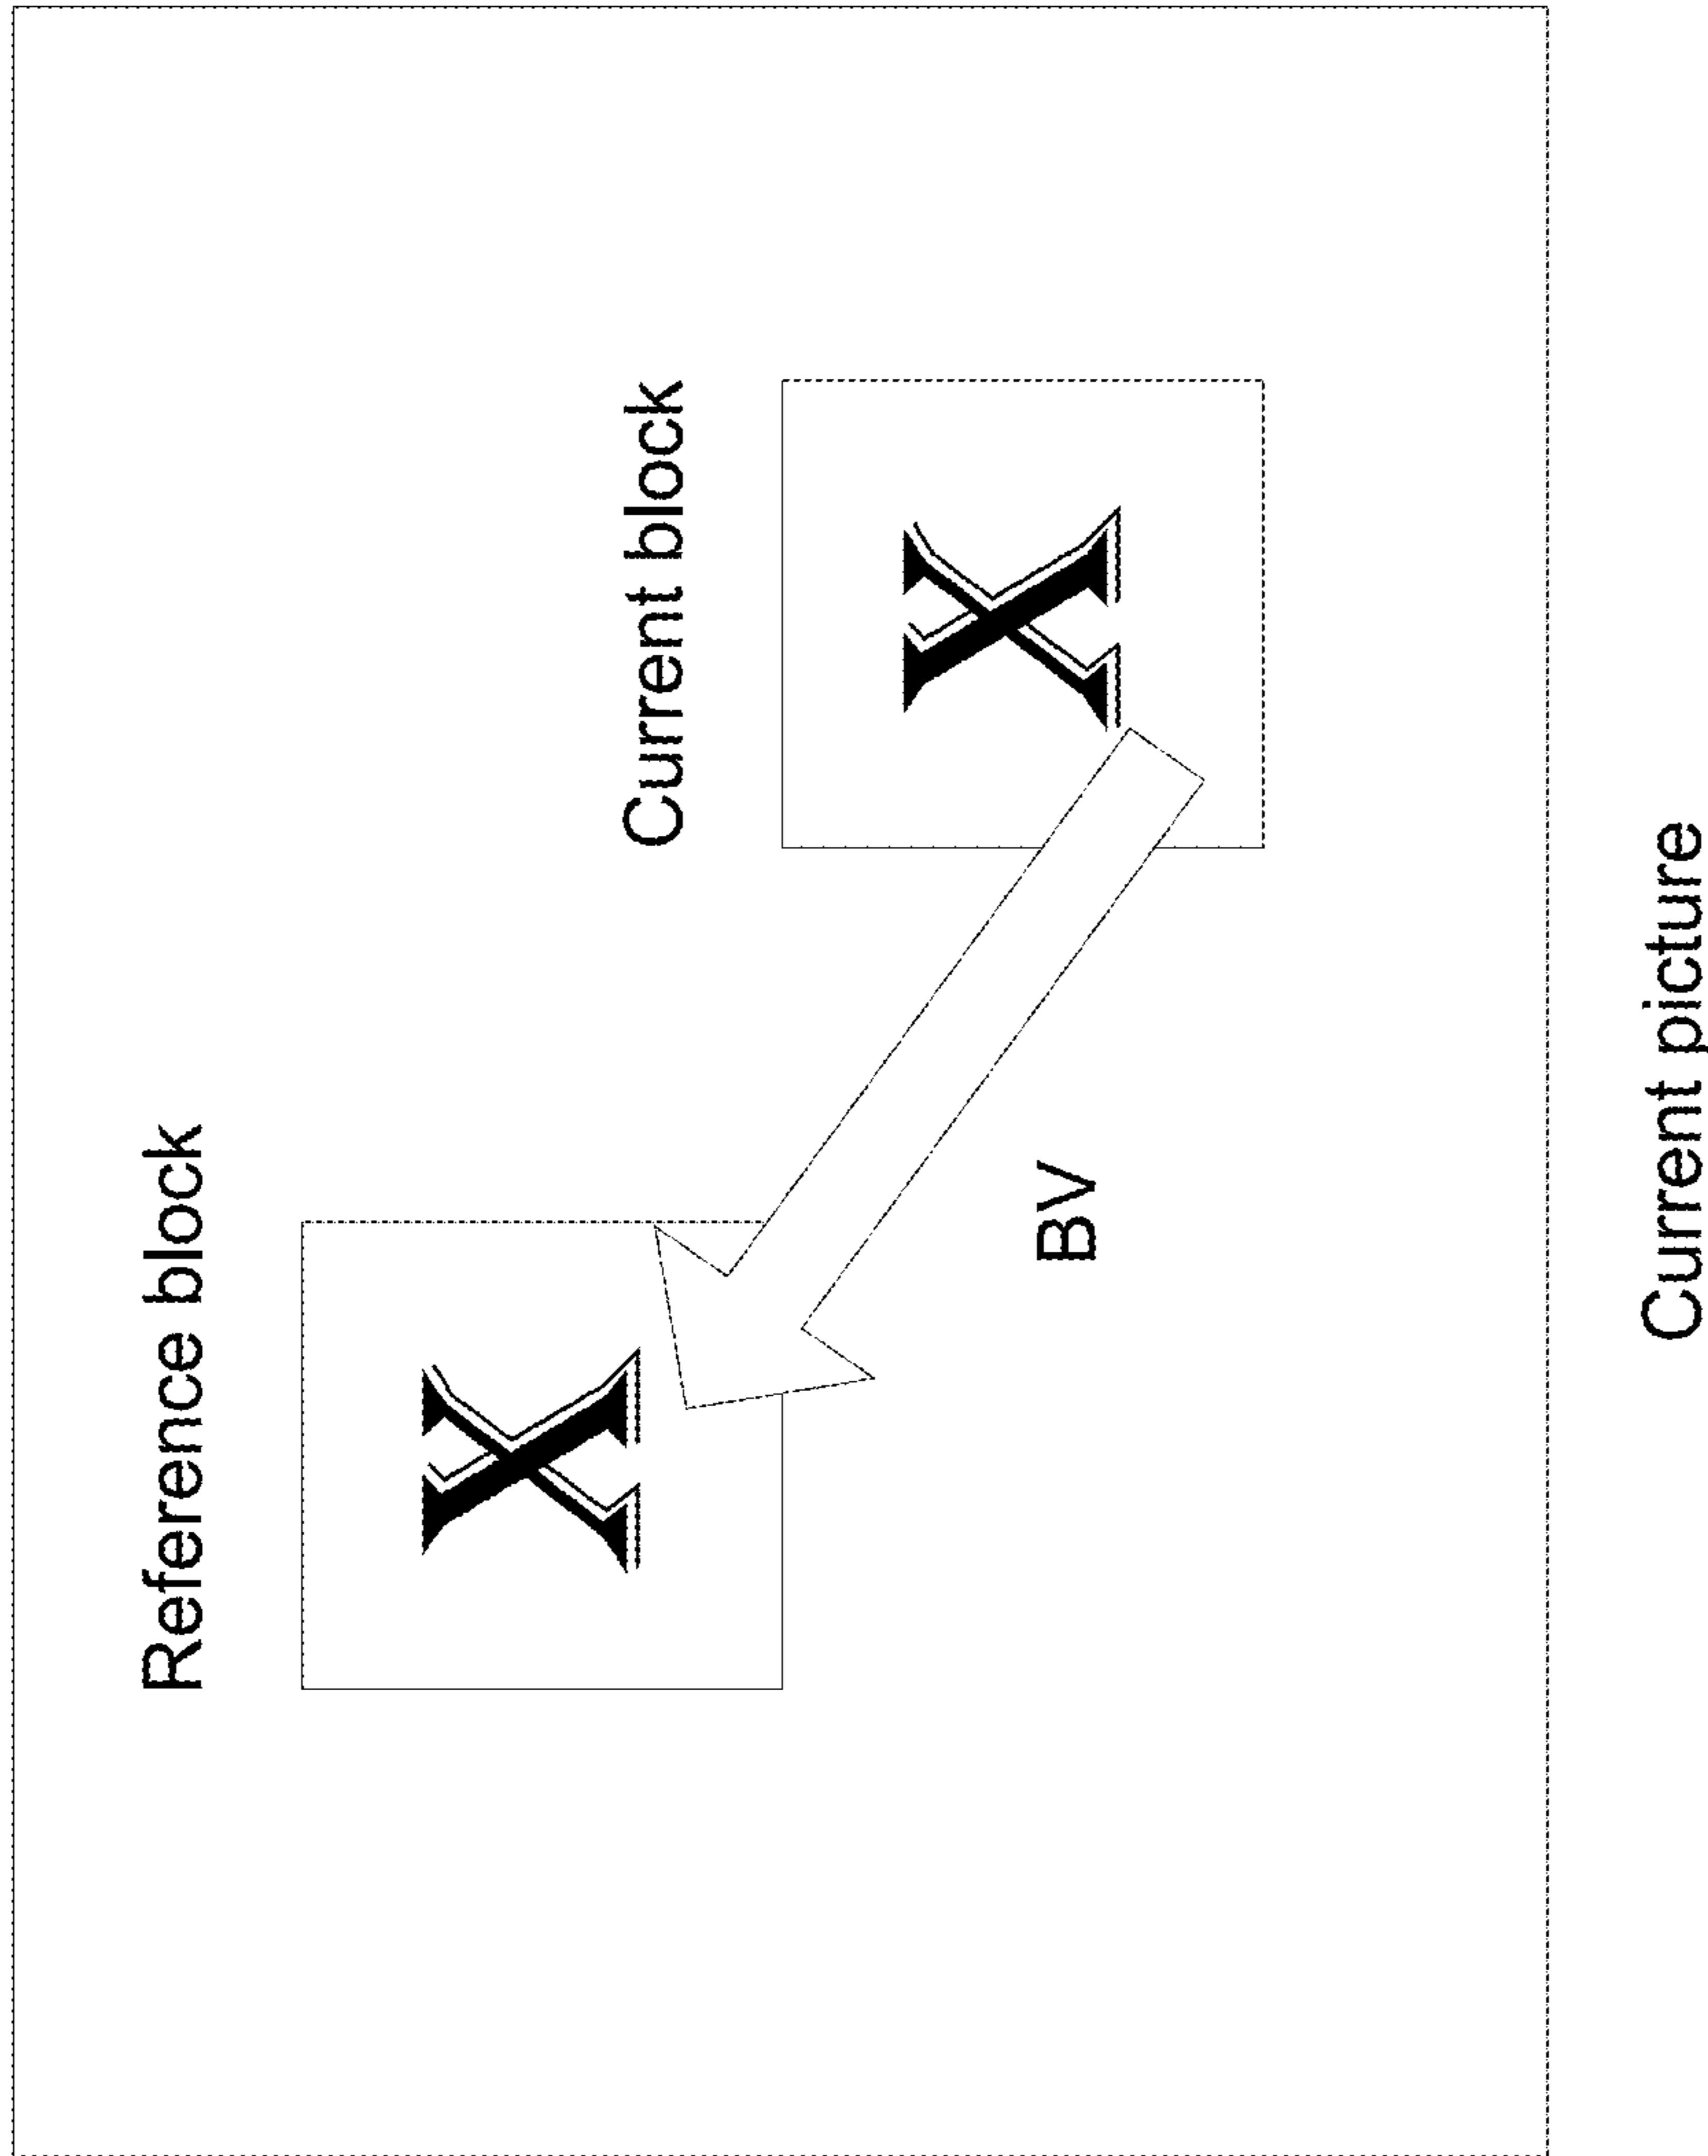 Reference block
X
Current block
X
BV
Current picture